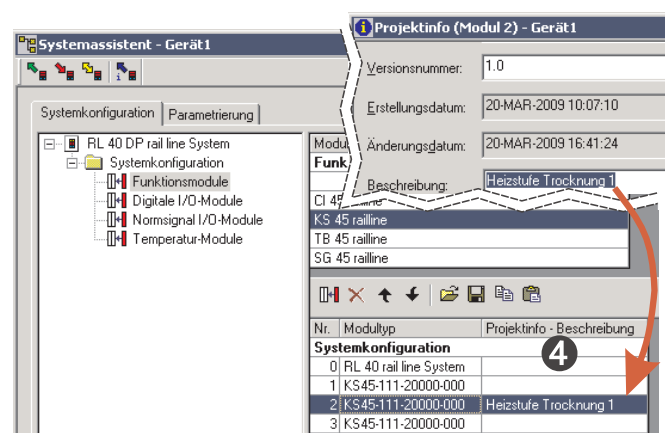 Projektinfo (Modul 2) - Gerät1
Systemassistent - Gerät1
Versionsnummer: 1.0
Erstellungsdatum: 20-MAR-2009 10:07:10
Änderungsdatum: 20-MAR-2009 16:41:24
Beschreibung: Heizstufe Trocknung 1
Systemkonfiguration Parametrierung
RL 40 DP rail line System
Systemkonfiguration
Funktionsmodule
Digitale I/O-Module
Normsignal I/O-Module
Temperatur-Module
KS 45 railline
TB 45 railline
SG 45 railline
Nr. Modultyp Projektinfo - Beschreibung
Systemkonfiguration
4
0 RL 40 rail line System
1 KS45-111-20000-000
2 KS45-111-20000-000 Heizstufe Trocknung 1
3 KS45-111-20000-000